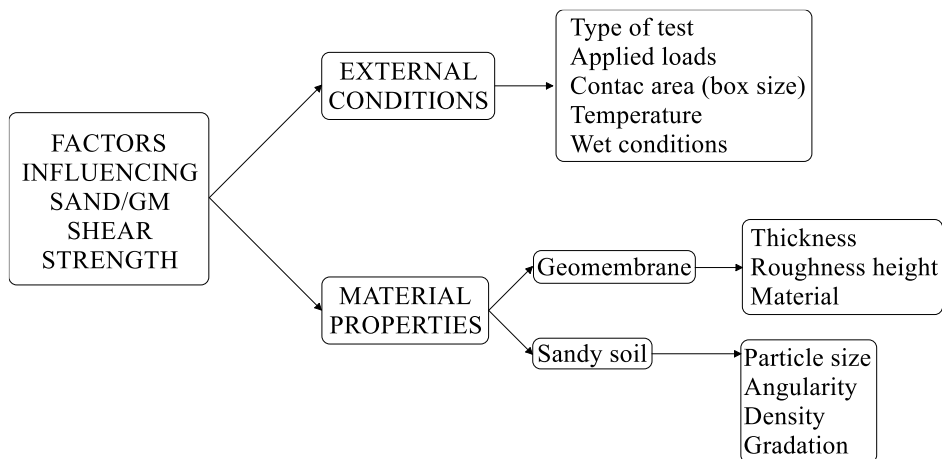 FACTORS
INFLUENCING
SAND/GM
SHEAR
STRENGTH
EXTERNAL
CONDITIONS
Type of test
Applied loads
Contac area (box size)
Temperature
Wet conditions
MATERIAL
PROPERTIES
Geomembrane
Thickness
Roughness height
Material
Sandy soil
Particle size
Angularity
Density
Gradation